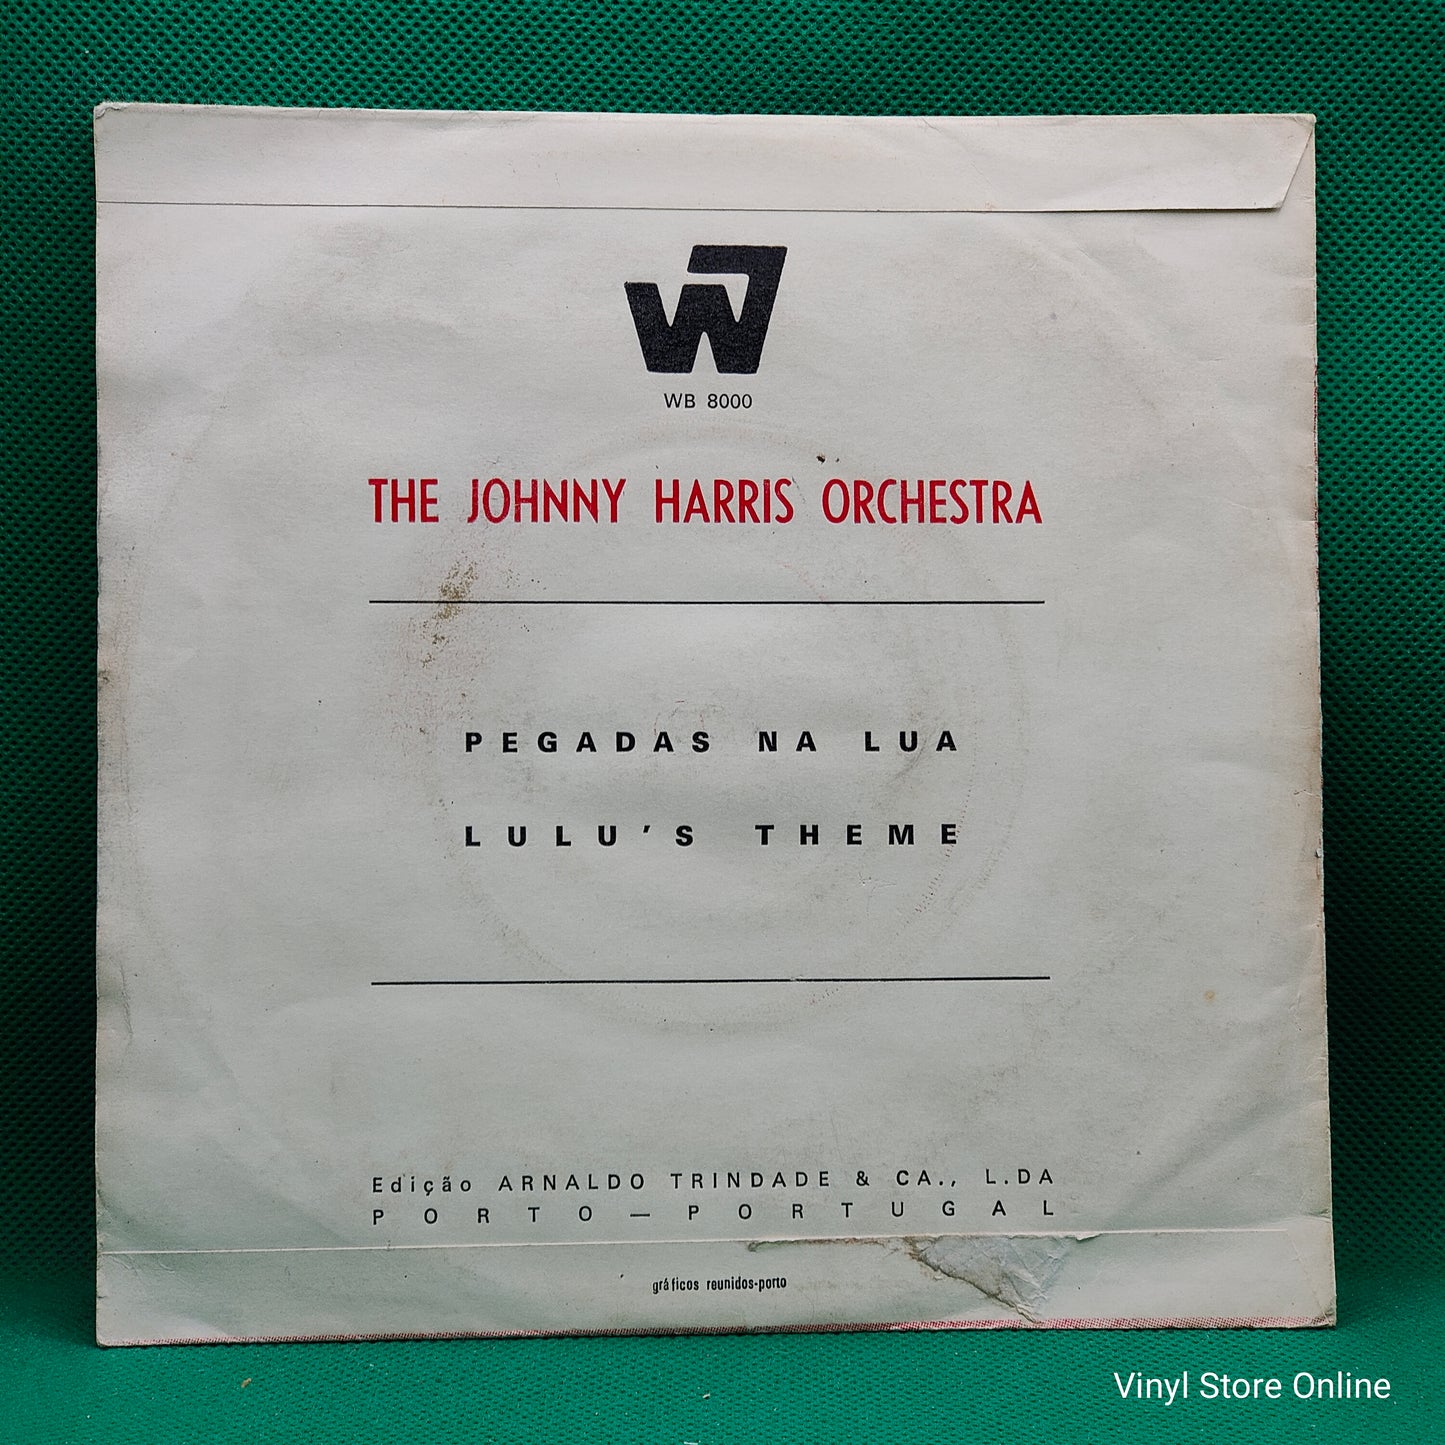 W7
WB 8000
THE JOHNNY HARRIS ORCHESTRA
PEGADAS NA LUA
LULU'S THEME
Edição ARNALDO TRINDADE & CA., L.DA
PORTO — PORTUGAL
gráficos reunidos-porto
Vinyl Store Online